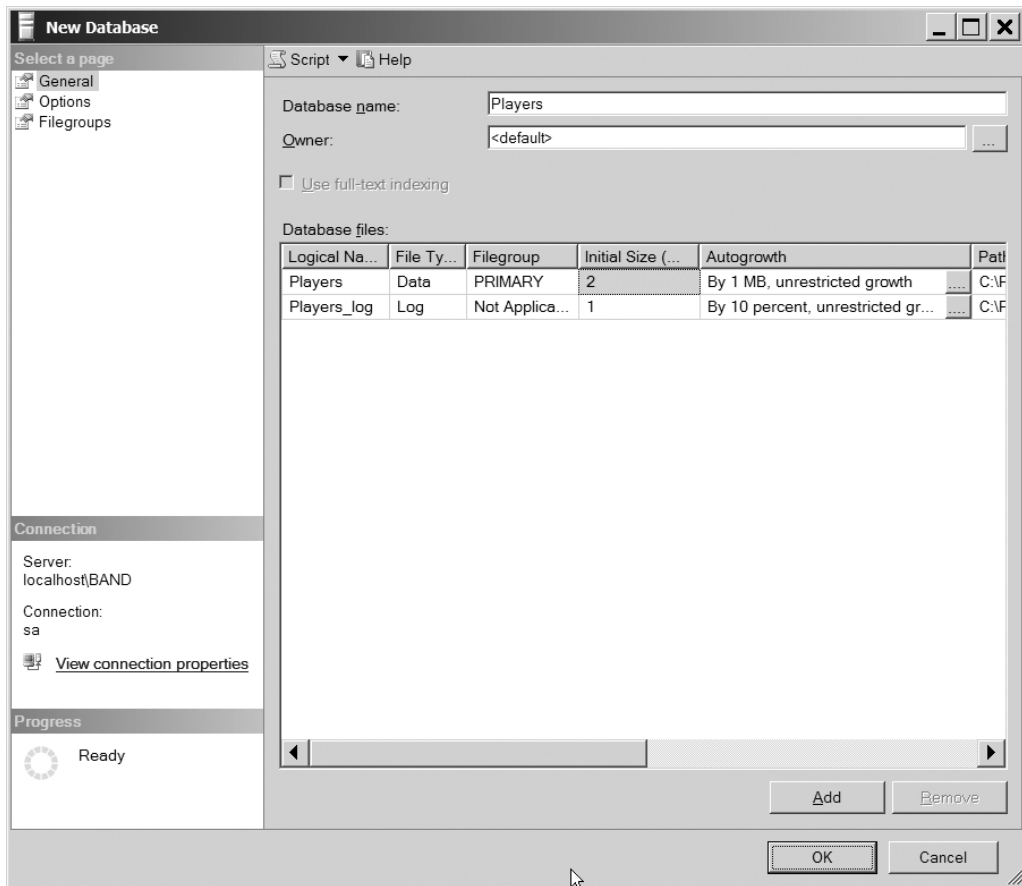 New Database
Select a page
General
Options
Filegroups
Script Help
Database name: Players
Owner: <default> ...
Use full-text indexing
Database files:
Logical Na... File Ty... Filegroup Initial Size (... Autogrowth Path
Players Data PRIMARY 2 By 1 MB, unrestricted growth .... C:\P
Players_log Log Not Applica... 1 By 10 percent, unrestricted gr... .... C:\P
Connection
Server:
localhost\BAND
Connection:
sa
View connection properties
Progress
Ready
Add Remove
OK Cancel